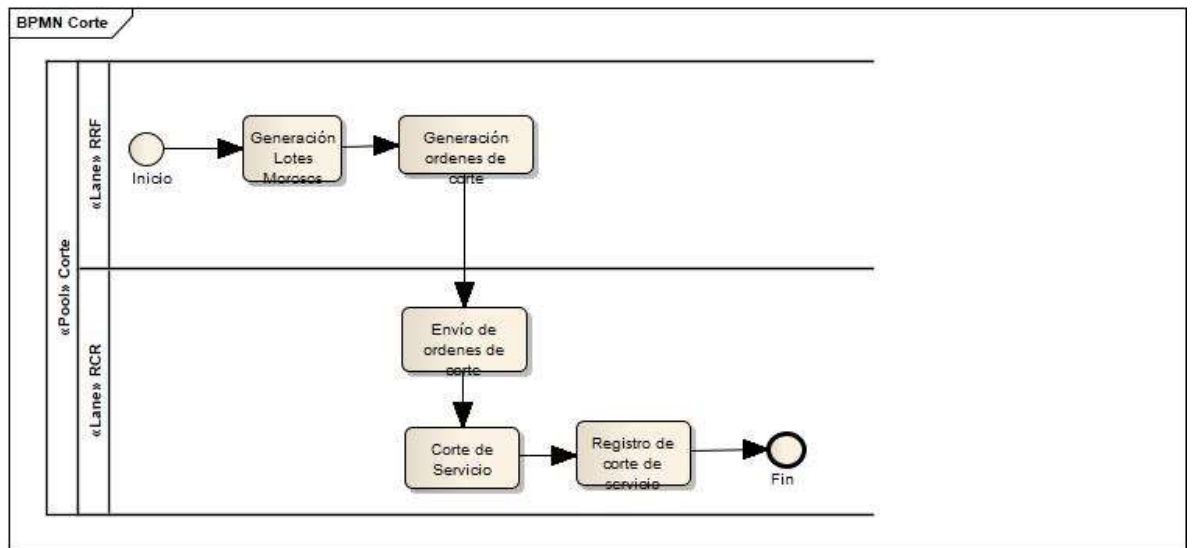 BPMN Corte
«Pool» Corte
«Lane» RRF
Inicio
Generación
Lotes
Morosos
Generación
ordenes de
corte
«Lane» RCR
Envío de
ordenes de
corte
Corte de
Servicio
Registro de
corte de
servicio
Fin